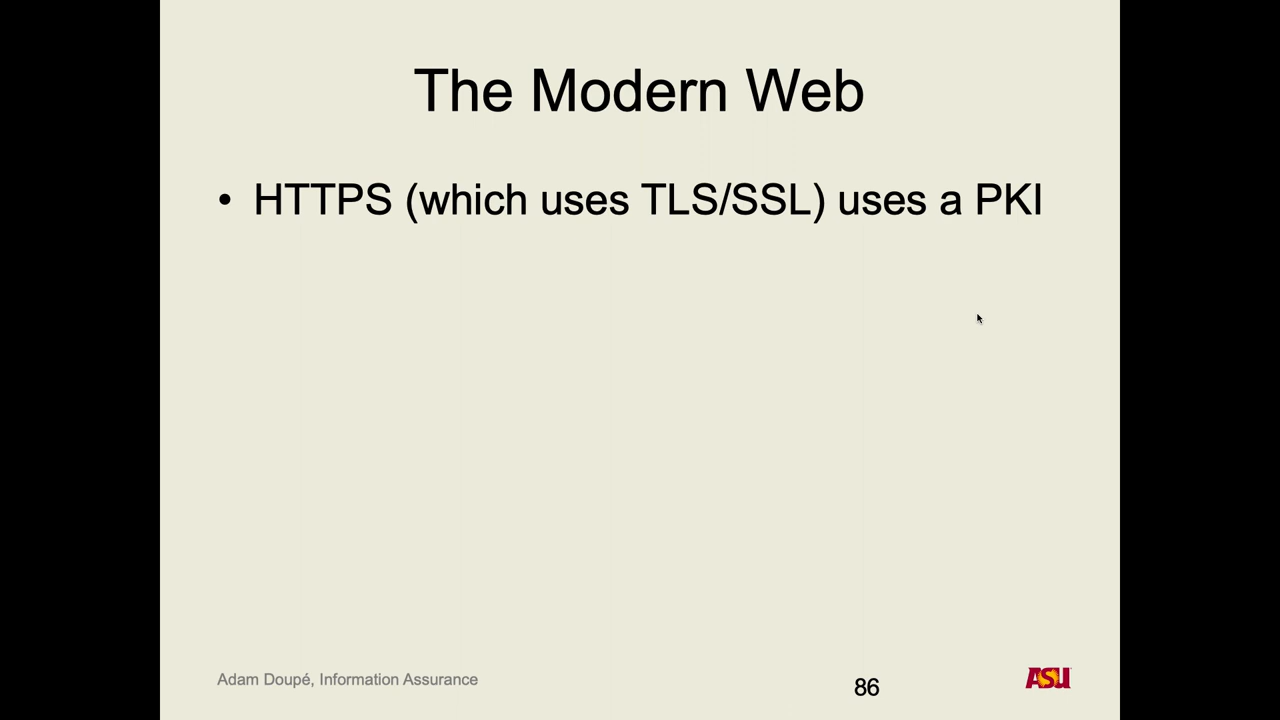 The Modern Web
• HTTPS (which uses TLS/SSL) uses a PKI
Adam Doupé, Information Assurance
86
ASU